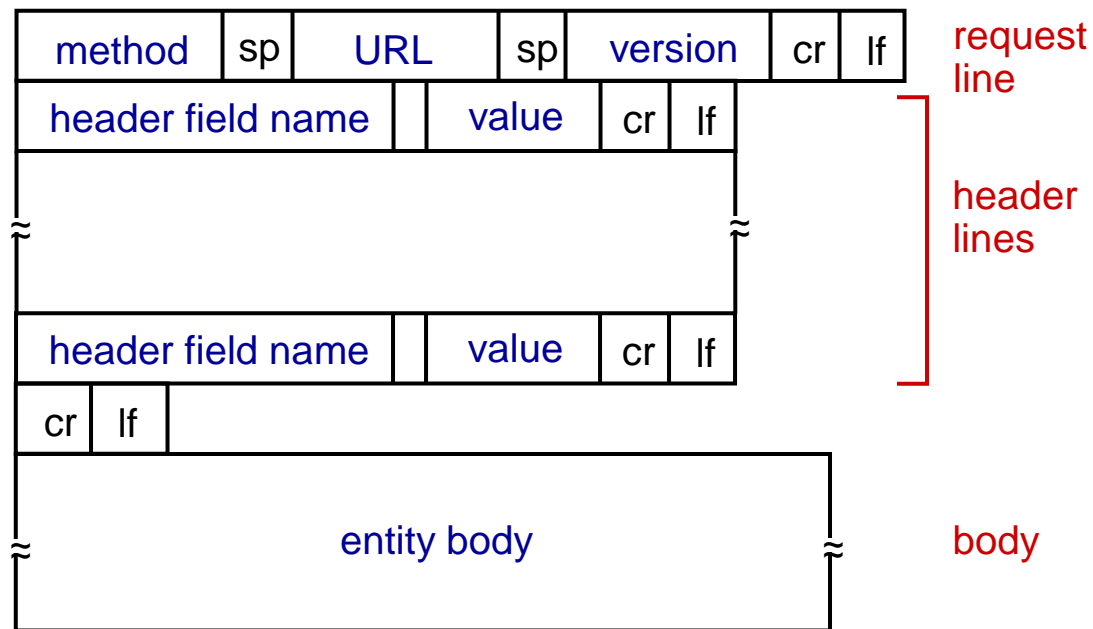 method sp URL sp version cr lf request line
header field name value cr lf
header lines
≈ ≈
header field name value cr lf
cr lf
≈ entity body ≈ body